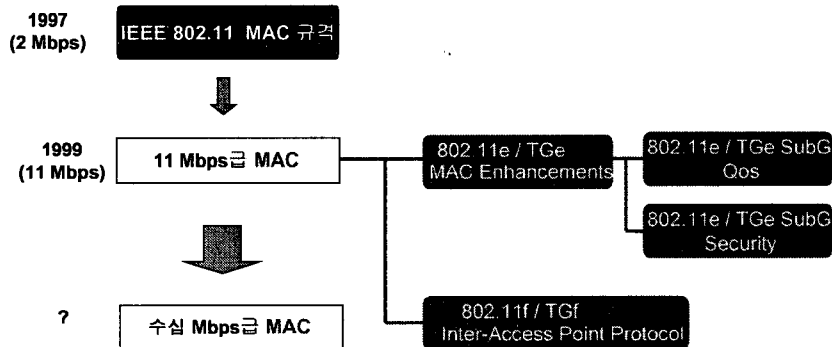 1997
(2 Mbps)
IEEE 802.11 MAC 규격
1999
(11 Mbps)
11 Mbps급 MAC
802.11e / TGe
MAC Enhancements
802.11e / TGe SubG
Qos
802.11e / TGe SubG
Security
?
수십 Mbps급 MAC
802.11f / TGf
Inter-Access Point Protocol